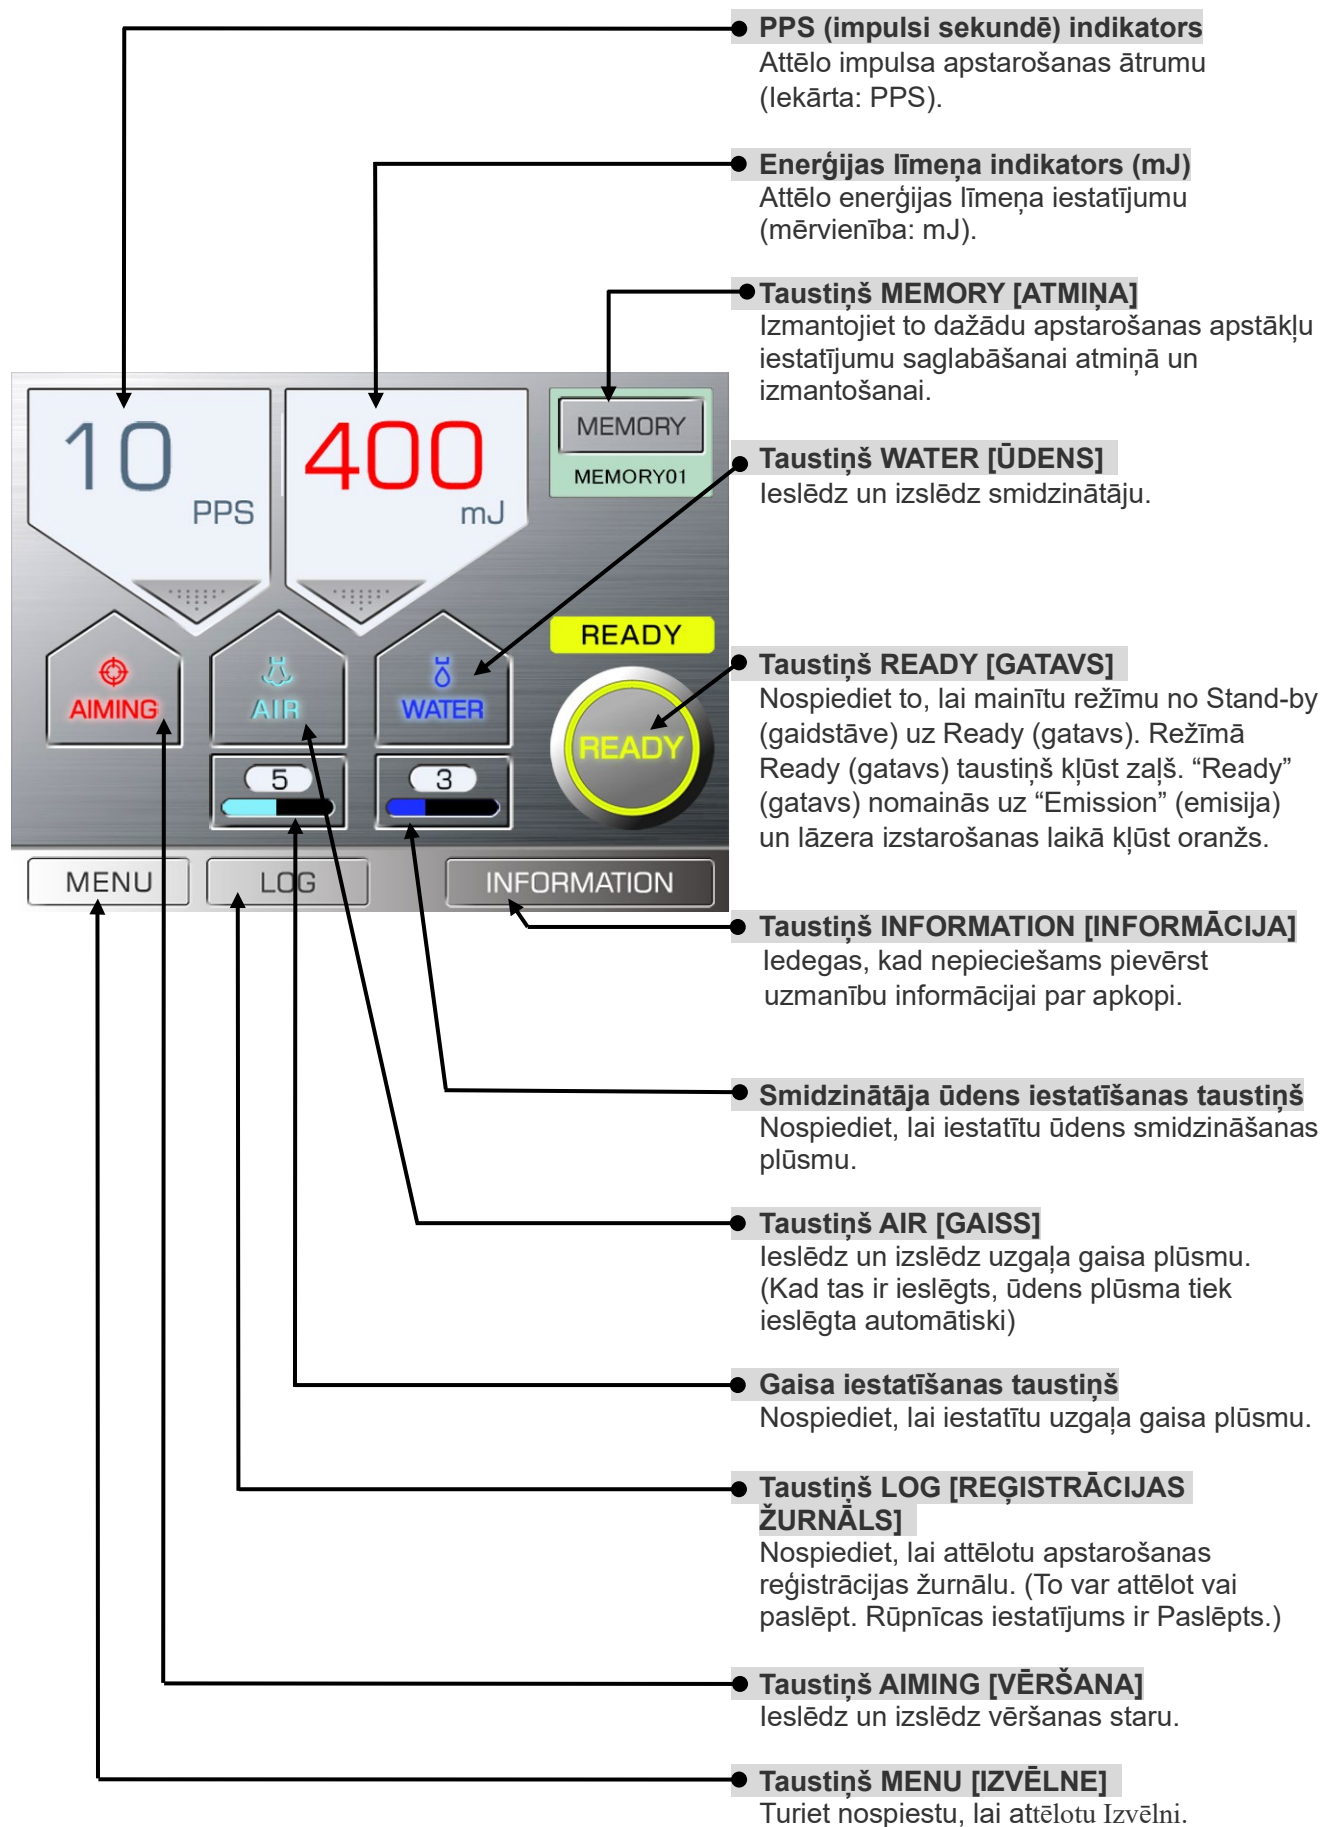 PPS (impulsi sekundē) indikators
Attēlo impulsa apstarošanas ātrumu
(Iekārta: PPS).
Enerģijas līmeņa indikators (mJ)
Attēlo enerģijas līmeņa iestatījumu
(mērvienība: mJ).
Taustiņš MEMORY [ATMIŅA]
Izmantojiet to dažādu apstarošanas apstākļu
iestatījumu saglabāšanai atmiņā un
izmantošanai.
10
PPS
400
mJ
MEMORY
MEMORY01
Taustiņš WATER [ŪDENS]
Ieslēdz un izslēdz smidzinātāju.
READY
AIMING
AIR
WATER
READY
5
3
Taustiņš READY [GATAVS]
Nospiediet to, lai mainītu režīmu no Stand-by
(gaidstāve) uz Ready (gatavs). Režīmā
Ready (gatavs) taustiņš kļūst zaļš. “Ready”
(gatavs) nomainās uz “Emission” (emisija)
un lāzera izstarošanas laikā kļūst oranžs.
MENU
LOG
INFORMATION
Taustiņš INFORMATION [INFORMĀCIJA]
Iedegas, kad nepieciešams pievērst
uzmanību informācijai par apkopi.
Smidzinātāja ūdens iestatīšanas taustiņš
Nospiediet, lai iestatītu ūdens smidzināšanas
plūsmu.
Taustiņš AIR [GAISS]
Ieslēdz un izslēdz uzgaļa gaisa plūsmu.
(Kad tas ir ieslēgts, ūdens plūsma tiek
ieslēgta automātiski)
Gaisa iestatīšanas taustiņš
Nospiediet, lai iestatītu uzgaļa gaisa plūsmu.
Taustiņš LOG [REĢISTRĀCIJAS
ŽURNĀLS]
Nospiediet, lai attēlotu apstarošanas
reģistrācijas žurnālu. (To var attēlot vai
paslēpt. Rūpnīcas iestatījums ir Paslēpts.)
Taustiņš AIMING [VĒRŠANA]
Ieslēdz un izslēdz vēršanas staru.
Taustiņš MENU [IZVĒLNE]
Turiet nospiestu, lai attēlotu Izvēlni.